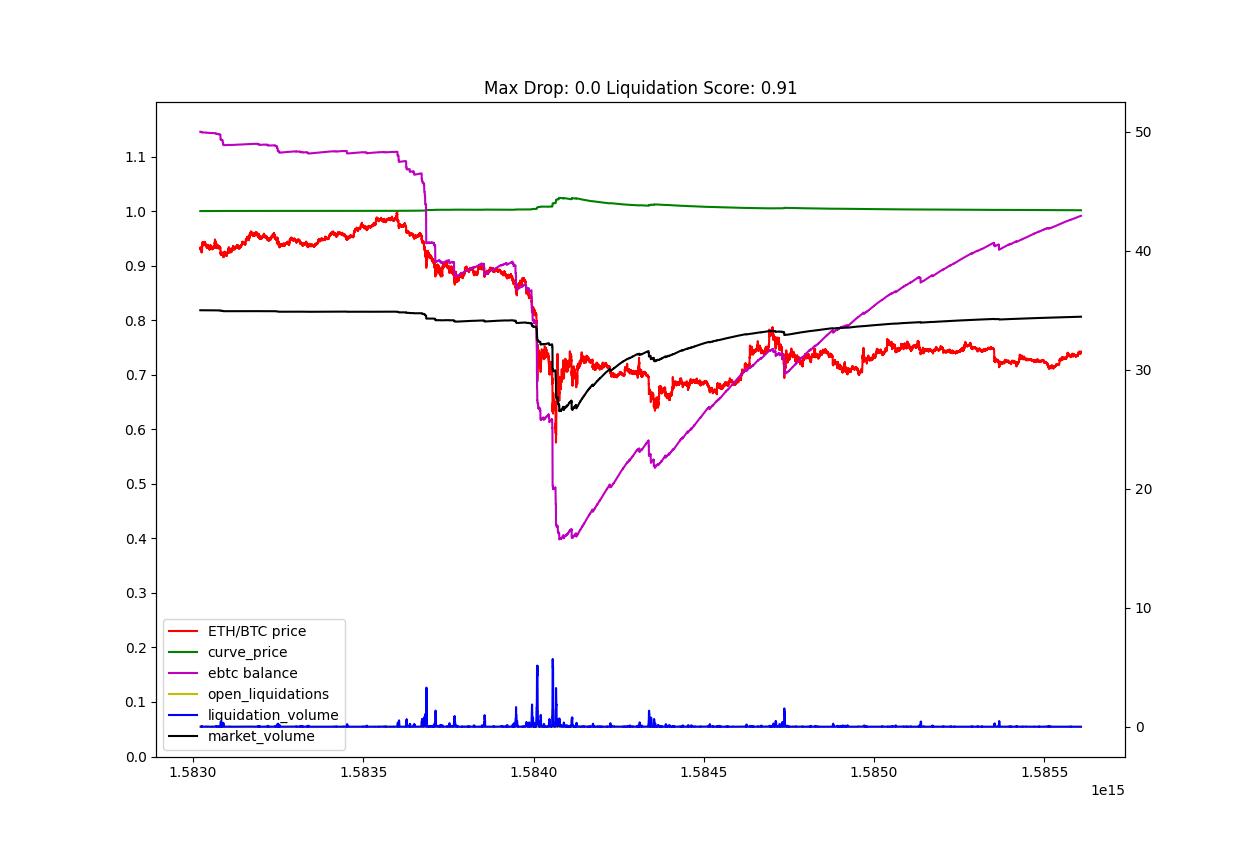 Max Drop: 0.0 Liquidation Score: 0.91
1.1
1.0
0.9
0.8
0.7
0.6
0.5
0.4
0.3
0.2
0.1
0.0
50
40
30
20
10
0
ETH/BTC price
curve_price
ebtc balance
open_liquidations
liquidation_volume
market_volume
1.5830 1.5835 1.5840 1.5845 1.5850 1.5855
1e15